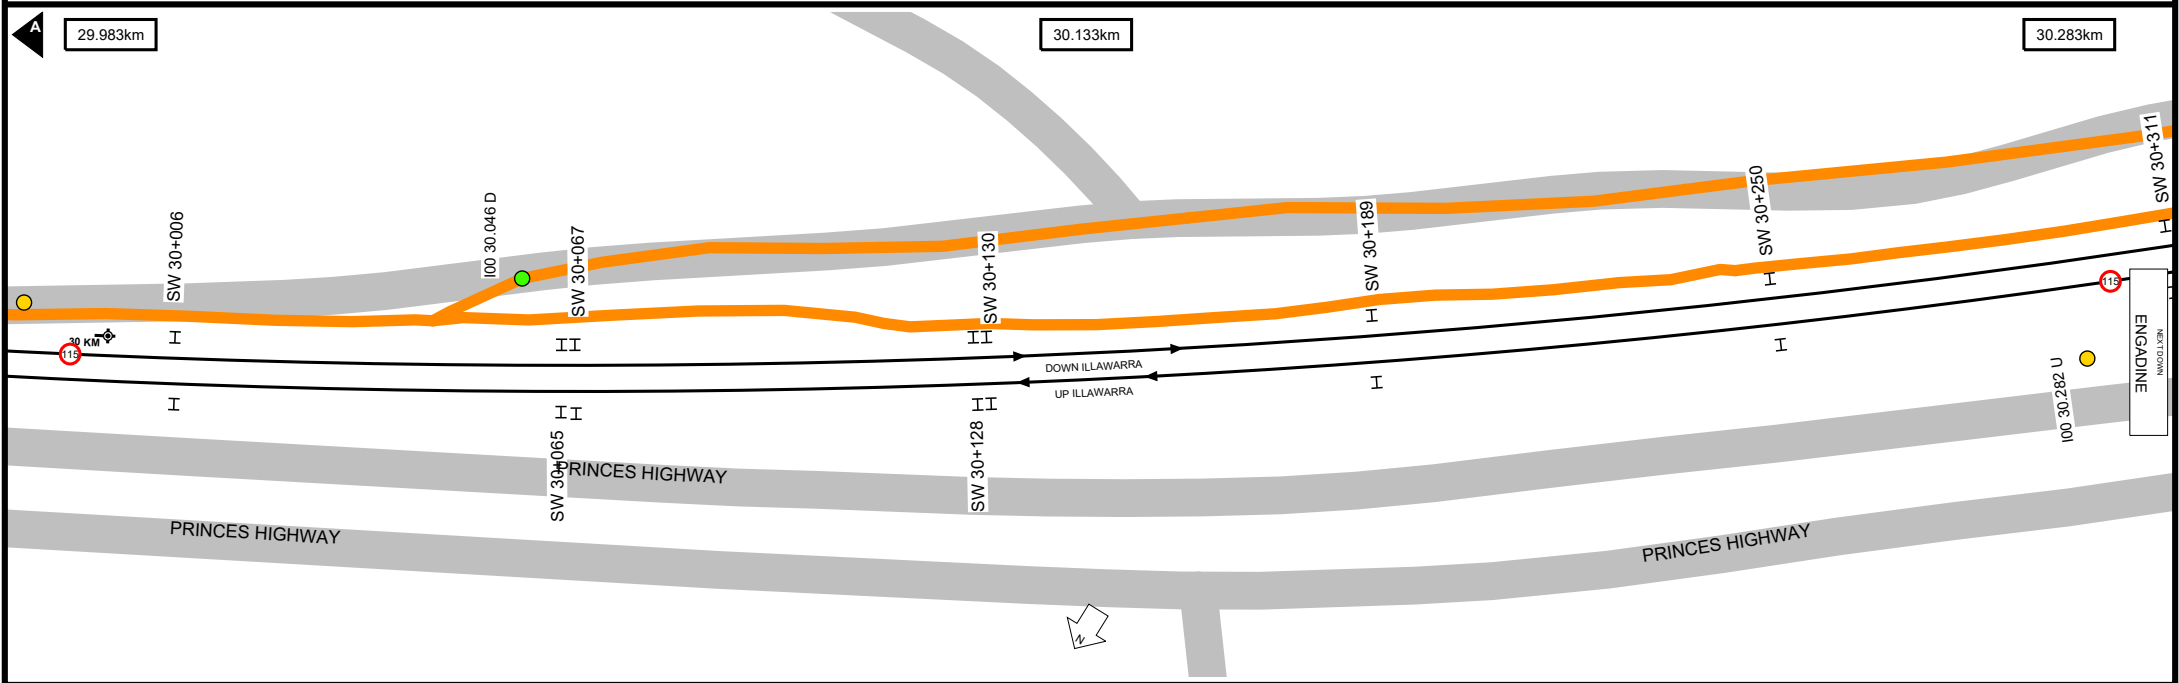 A
29.983km
30.133km
30.283km
SW 30+006
I00 30.046 D
SW 30+067
SW 30+130
SW 30+189
SW 30+250
SW 30+311
30 KM
115
115
DOWN ILLAWARRA
UP ILLAWARRA
NEXT DOWN
ENGADINE
I00 30.282 U
SW 30+065
SW 30+128
PRINCES HIGHWAY
PRINCES HIGHWAY
PRINCES HIGHWAY
N